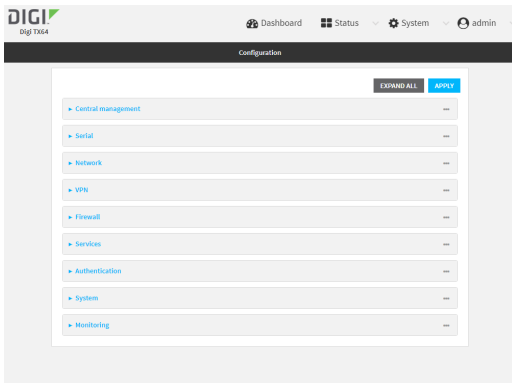 DIGI
Digi TX64
Dashboard
Status
System
admin
Configuration
EXPAND ALL
APPLY
Central management
Serial
Network
VPN
Firewall
Services
Authentication
System
Monitoring